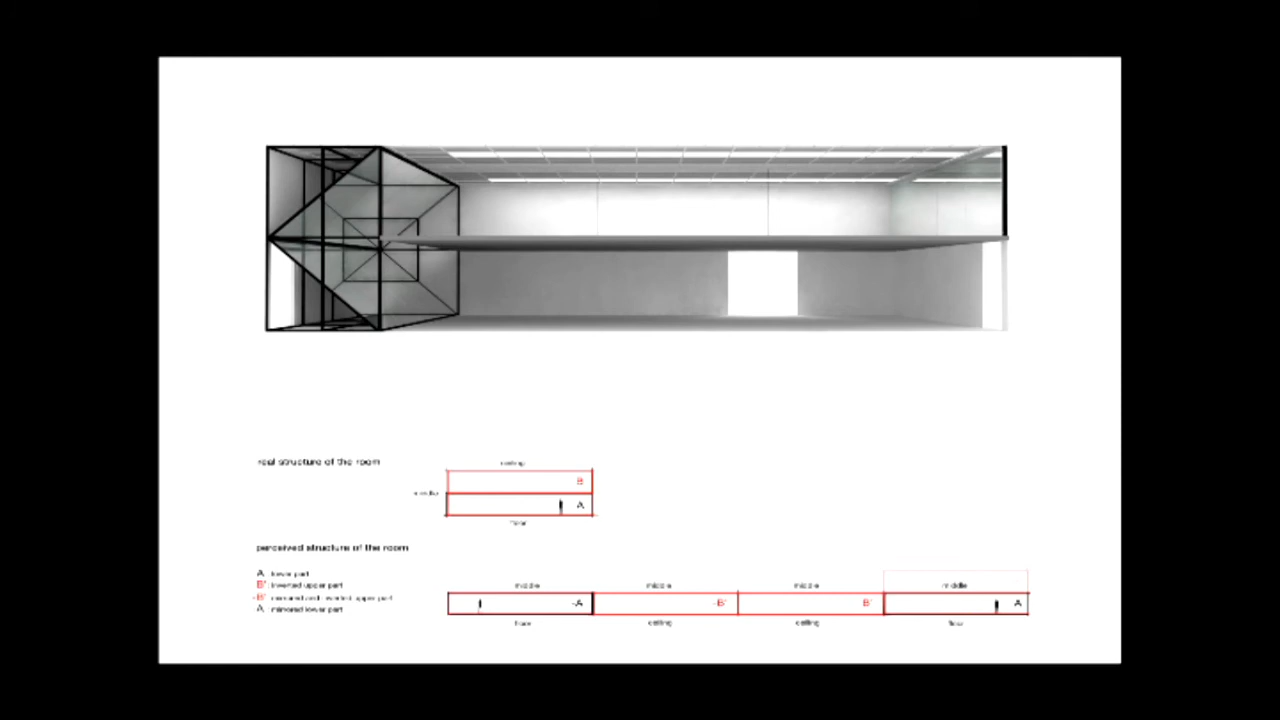 real structure of the room
ceiling
B
middle
A
floor
perceived structure of the room
A lower part
B' inverted upper part
-B' mirrored and inverted upper part
A mirrored lower part
middle middle middle middle
-A -B' B' A
floor ceiling ceiling floor